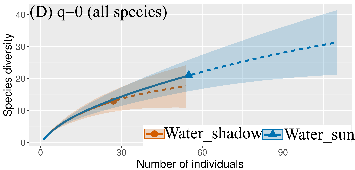 (D) q=0 (all species)
Species diversity
40
30
20
10
0
Water_shadow Water_sun
0 30 60 90
Number of individuals